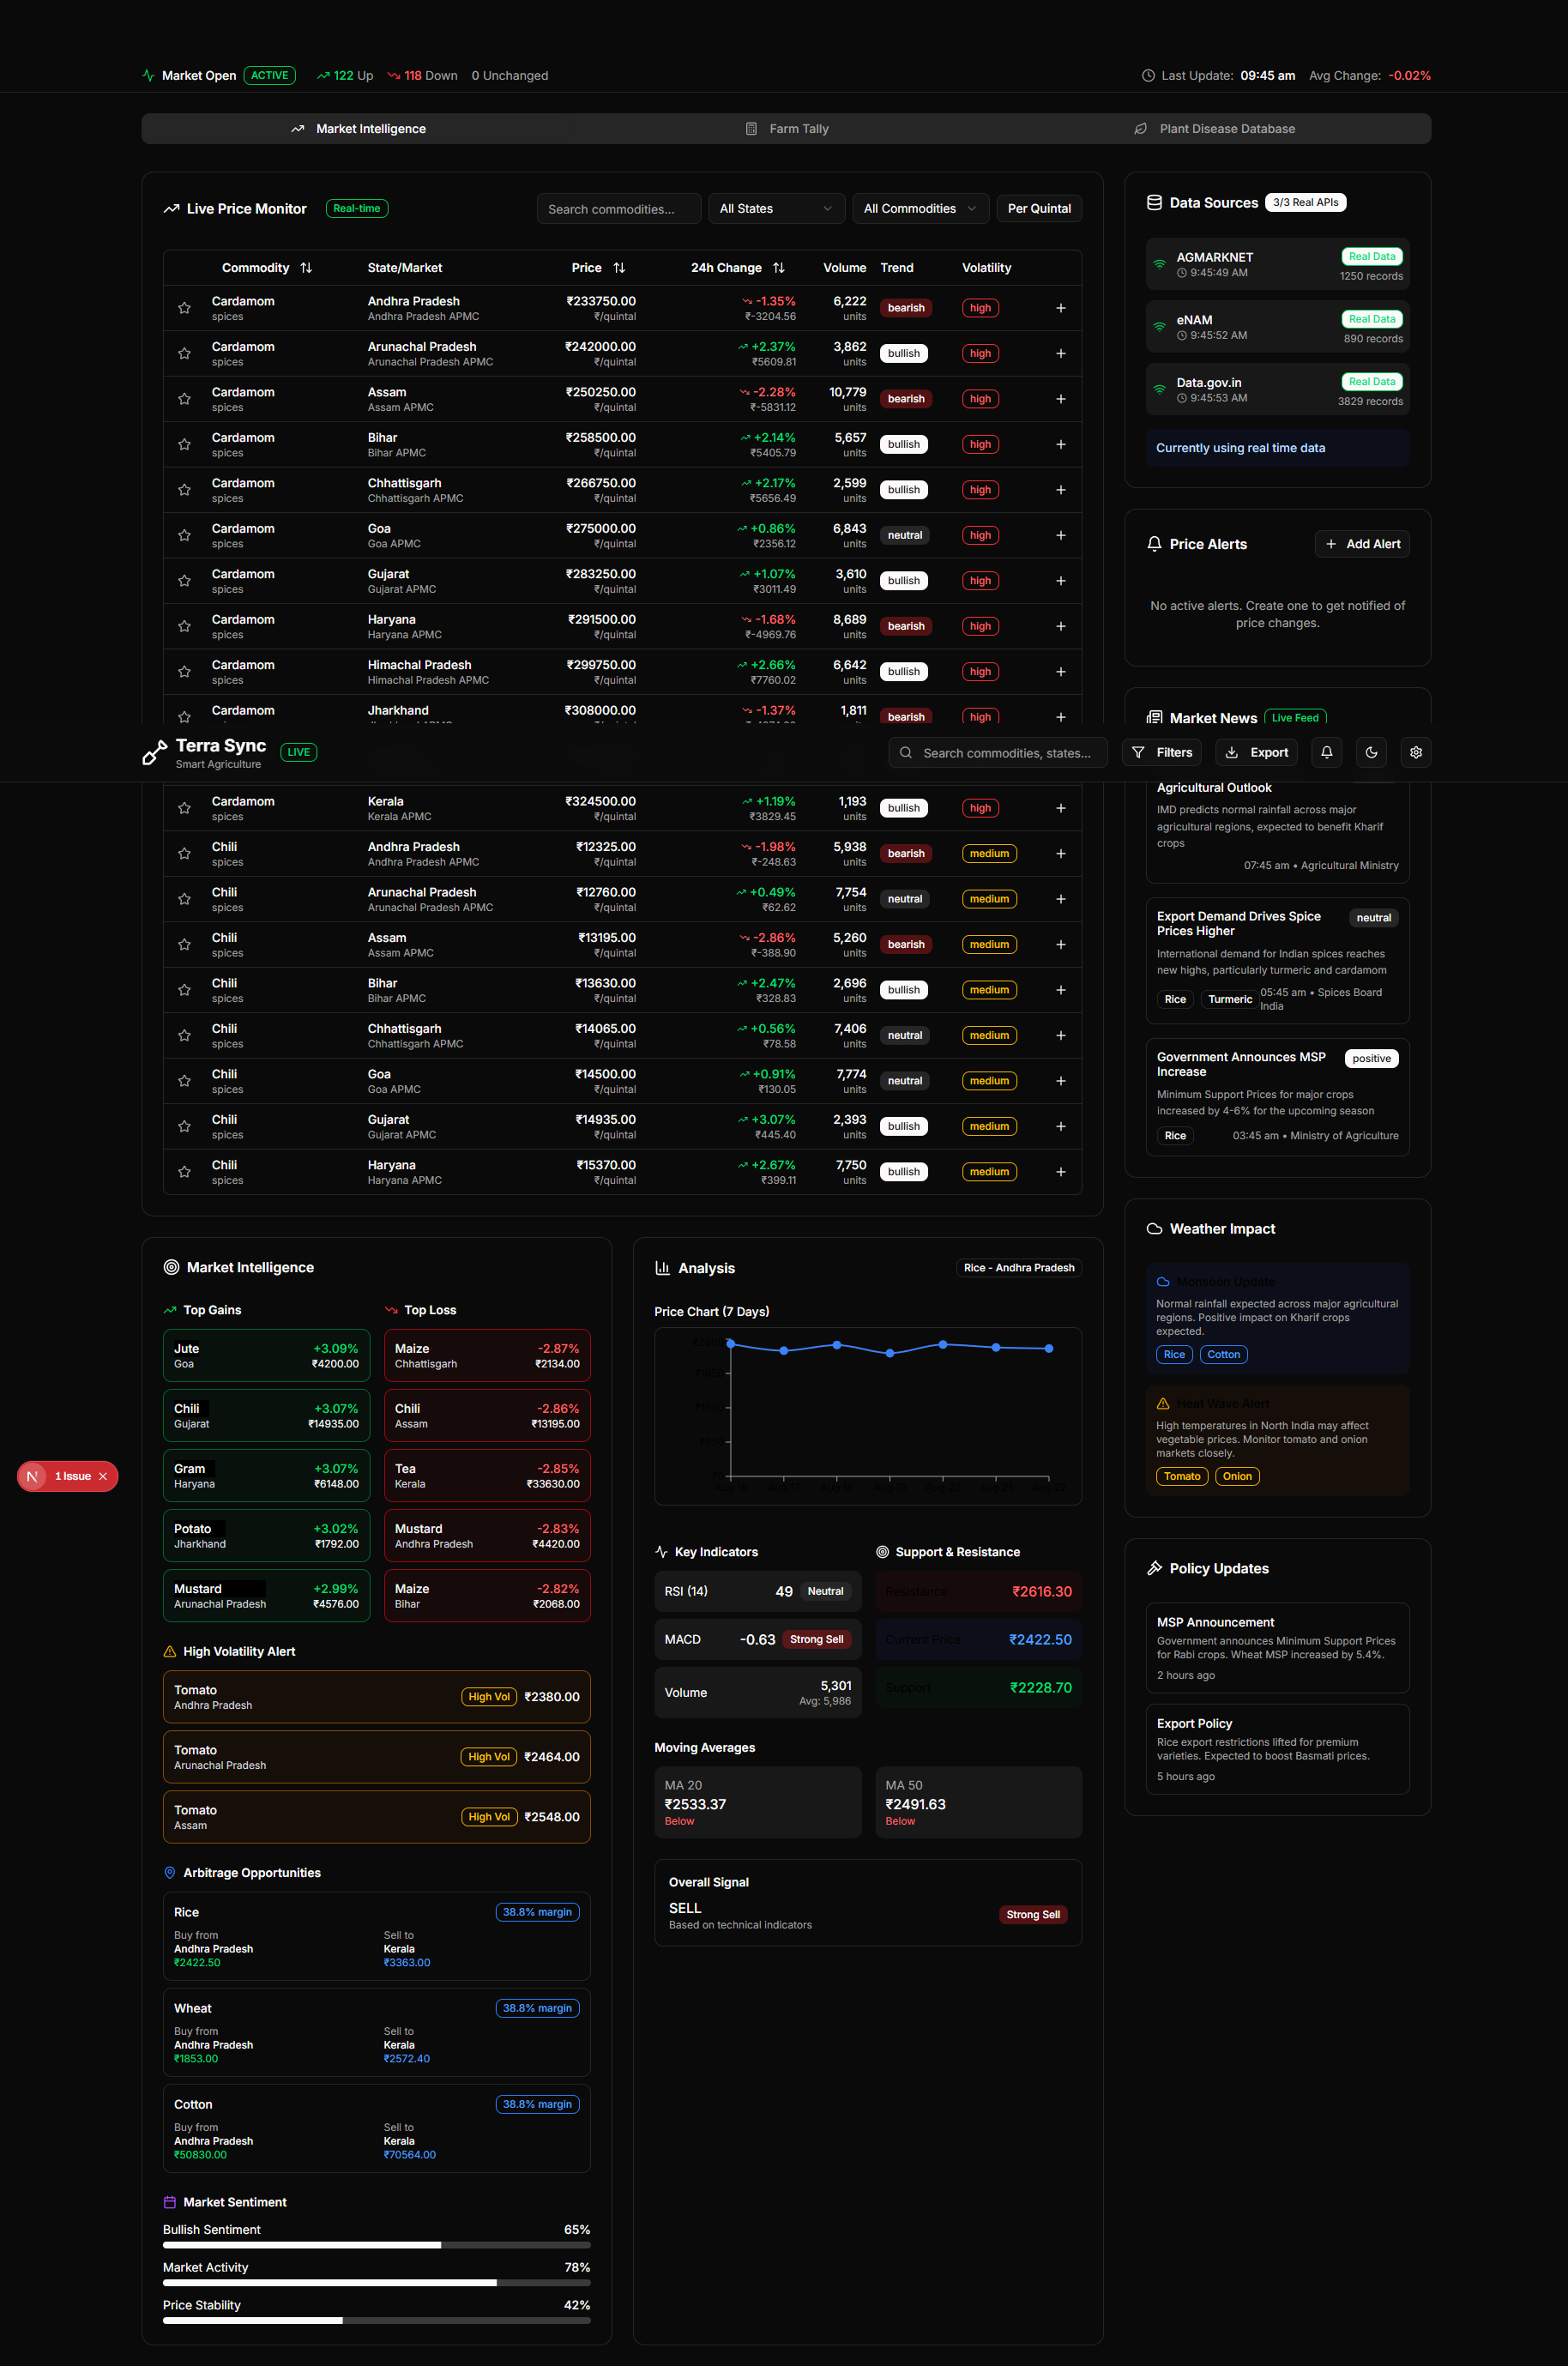 Market Open ACTIVE 122 Up 118 Down 0 Unchanged Last Update: 09:45 am Avg Change: -0.02%
Market Intelligence Farm Tally Plant Disease Database
Live Price Monitor Real-time Search commodities... All States All Commodities Per Quintal
Commodity State/Market Price 24h Change Volume Trend Volatility
Cardamom Andhra Pradesh ₹233750.00 -1.35% 6,222 bearish high +
spices Andhra Pradesh APMC ₹/quintal ₹-3204.56 units
Cardamom Arunachal Pradesh ₹242000.00 +2.37% 3,862 bullish high +
spices Arunachal Pradesh APMC ₹/quintal ₹5609.81 units
Cardamom Assam ₹250250.00 -2.28% 10,779 bearish high +
spices Assam APMC ₹/quintal ₹-5831.12 units
Cardamom Bihar ₹258500.00 +2.14% 5,657 bullish high +
spices Bihar APMC ₹/quintal ₹5405.79 units
Cardamom Chhattisgarh ₹266750.00 +2.17% 2,599 bullish high +
spices Chhattisgarh APMC ₹/quintal ₹5656.49 units
Cardamom Goa ₹275000.00 +0.86% 6,843 neutral high +
spices Goa APMC ₹/quintal ₹2356.12 units
Cardamom Gujarat ₹283250.00 +1.07% 3,610 bullish high +
spices Gujarat APMC ₹/quintal ₹3011.49 units
Cardamom Haryana ₹291500.00 -1.68% 8,689 bearish high +
spices Haryana APMC ₹/quintal ₹-4969.76 units
Cardamom Himachal Pradesh ₹299750.00 +2.66% 6,642 bullish high +
spices Himachal Pradesh APMC ₹/quintal ₹7760.02 units
Cardamom Jharkhand ₹308000.00 -1.37% 1,811 bearish high +
Terra Sync LIVE Search commodities, states... Filters Export
Smart Agriculture
Cardamom Kerala ₹324500.00 +1.19% 1,193 bullish high +
spices Kerala APMC ₹/quintal ₹3829.45 units
Chili Andhra Pradesh ₹12325.00 -1.98% 5,938 bearish medium +
spices Andhra Pradesh APMC ₹/quintal ₹-248.63 units
Chili Arunachal Pradesh ₹12760.00 +0.49% 7,754 neutral medium +
spices Arunachal Pradesh APMC ₹/quintal ₹62.62 units
Chili Assam ₹13195.00 -2.86% 5,260 bearish medium +
spices Assam APMC ₹/quintal ₹-388.90 units
Chili Bihar ₹13630.00 +2.47% 2,696 bullish medium +
spices Bihar APMC ₹/quintal ₹328.83 units
Chili Chhattisgarh ₹14065.00 +0.56% 7,406 neutral medium +
spices Chhattisgarh APMC ₹/quintal ₹78.58 units
Chili Goa ₹14500.00 +0.91% 7,774 neutral medium +
spices Goa APMC ₹/quintal ₹130.05 units
Chili Gujarat ₹14935.00 +3.07% 2,393 bullish medium +
spices Gujarat APMC ₹/quintal ₹445.40 units
Chili Haryana ₹15370.00 +2.67% 7,750 bullish medium +
spices Haryana APMC ₹/quintal ₹399.11 units
Data Sources 3/3 Real APIs
AGMARKNET Real Data
9:45:49 AM 1250 records
eNAM Real Data
9:45:52 AM 890 records
Data.gov.in Real Data
9:45:53 AM 3829 records
Currently using real time data
Price Alerts + Add Alert
No active alerts. Create one to get notified of
price changes.
Market News Live Feed
Agricultural Outlook
IMD predicts normal rainfall across major
agricultural regions, expected to benefit Kharif
crops
07:45 am • Agricultural Ministry
Export Demand Drives Spice neutral
Prices Higher
International demand for Indian spices reaches
new highs, particularly turmeric and cardamom
Rice Turmeric 05:45 am • Spices Board
India
Government Announces MSP positive
Increase
Minimum Support Prices for major crops
increased by 4-6% for the upcoming season
Rice 03:45 am • Ministry of Agriculture
Weather Impact
Monsoon Update
Normal rainfall expected across major agricultural
regions. Positive impact on Kharif crops
expected.
Rice Cotton
Heat Wave Alert
High temperatures in North India may affect
vegetable prices. Monitor tomato and onion
markets closely.
Tomato Onion
Policy Updates
MSP Announcement
Government announces Minimum Support Prices
for Rabi crops. Wheat MSP increased by 5.4%.
2 hours ago
Export Policy
Rice export restrictions lifted for premium
varieties. Expected to boost Basmati prices.
5 hours ago
Market Intelligence
Top Gains Top Loss
Jute +3.09% Maize -2.87%
Goa ₹4200.00 Chhattisgarh ₹2134.00
Chili +3.07% Chili -2.86%
Gujarat ₹14935.00 Assam ₹13195.00
Gram +3.07% Tea -2.85%
Haryana ₹6148.00 Kerala ₹33630.00
Potato +3.02% Mustard -2.83%
Jharkhand ₹1792.00 Andhra Pradesh ₹4420.00
Mustard +2.99% Maize -2.82%
Arunachal Pradesh ₹4576.00 Bihar ₹2068.00
High Volatility Alert
Tomato High Vol ₹2380.00
Andhra Pradesh
Tomato High Vol ₹2464.00
Arunachal Pradesh
Tomato High Vol ₹2548.00
Assam
Arbitrage Opportunities
Rice 38.8% margin
Buy from Sell to
Andhra Pradesh Kerala
₹2422.50 ₹3363.00
Wheat 38.8% margin
Buy from Sell to
Andhra Pradesh Kerala
₹1853.00 ₹2572.40
Cotton 38.8% margin
Buy from Sell to
Andhra Pradesh Kerala
₹50830.00 ₹70564.00
Market Sentiment
Bullish Sentiment 65%
Market Activity 78%
Price Stability 42%
Analysis Rice - Andhra Pradesh
Price Chart (7 Days)
Aug 17 Aug 18 Aug 19 Aug 20 Aug 21 Aug 22
Key Indicators Support & Resistance
RSI (14) 49 Neutral Resistance ₹2616.30
MACD -0.63 Strong Sell Current Price ₹2422.50
Volume 5,301 Support ₹2228.70
Avg: 5,986
Moving Averages
MA 20 MA 50
₹2533.37 ₹2491.63
Below Below
Overall Signal
SELL Strong Sell
Based on technical indicators
N 1 Issue